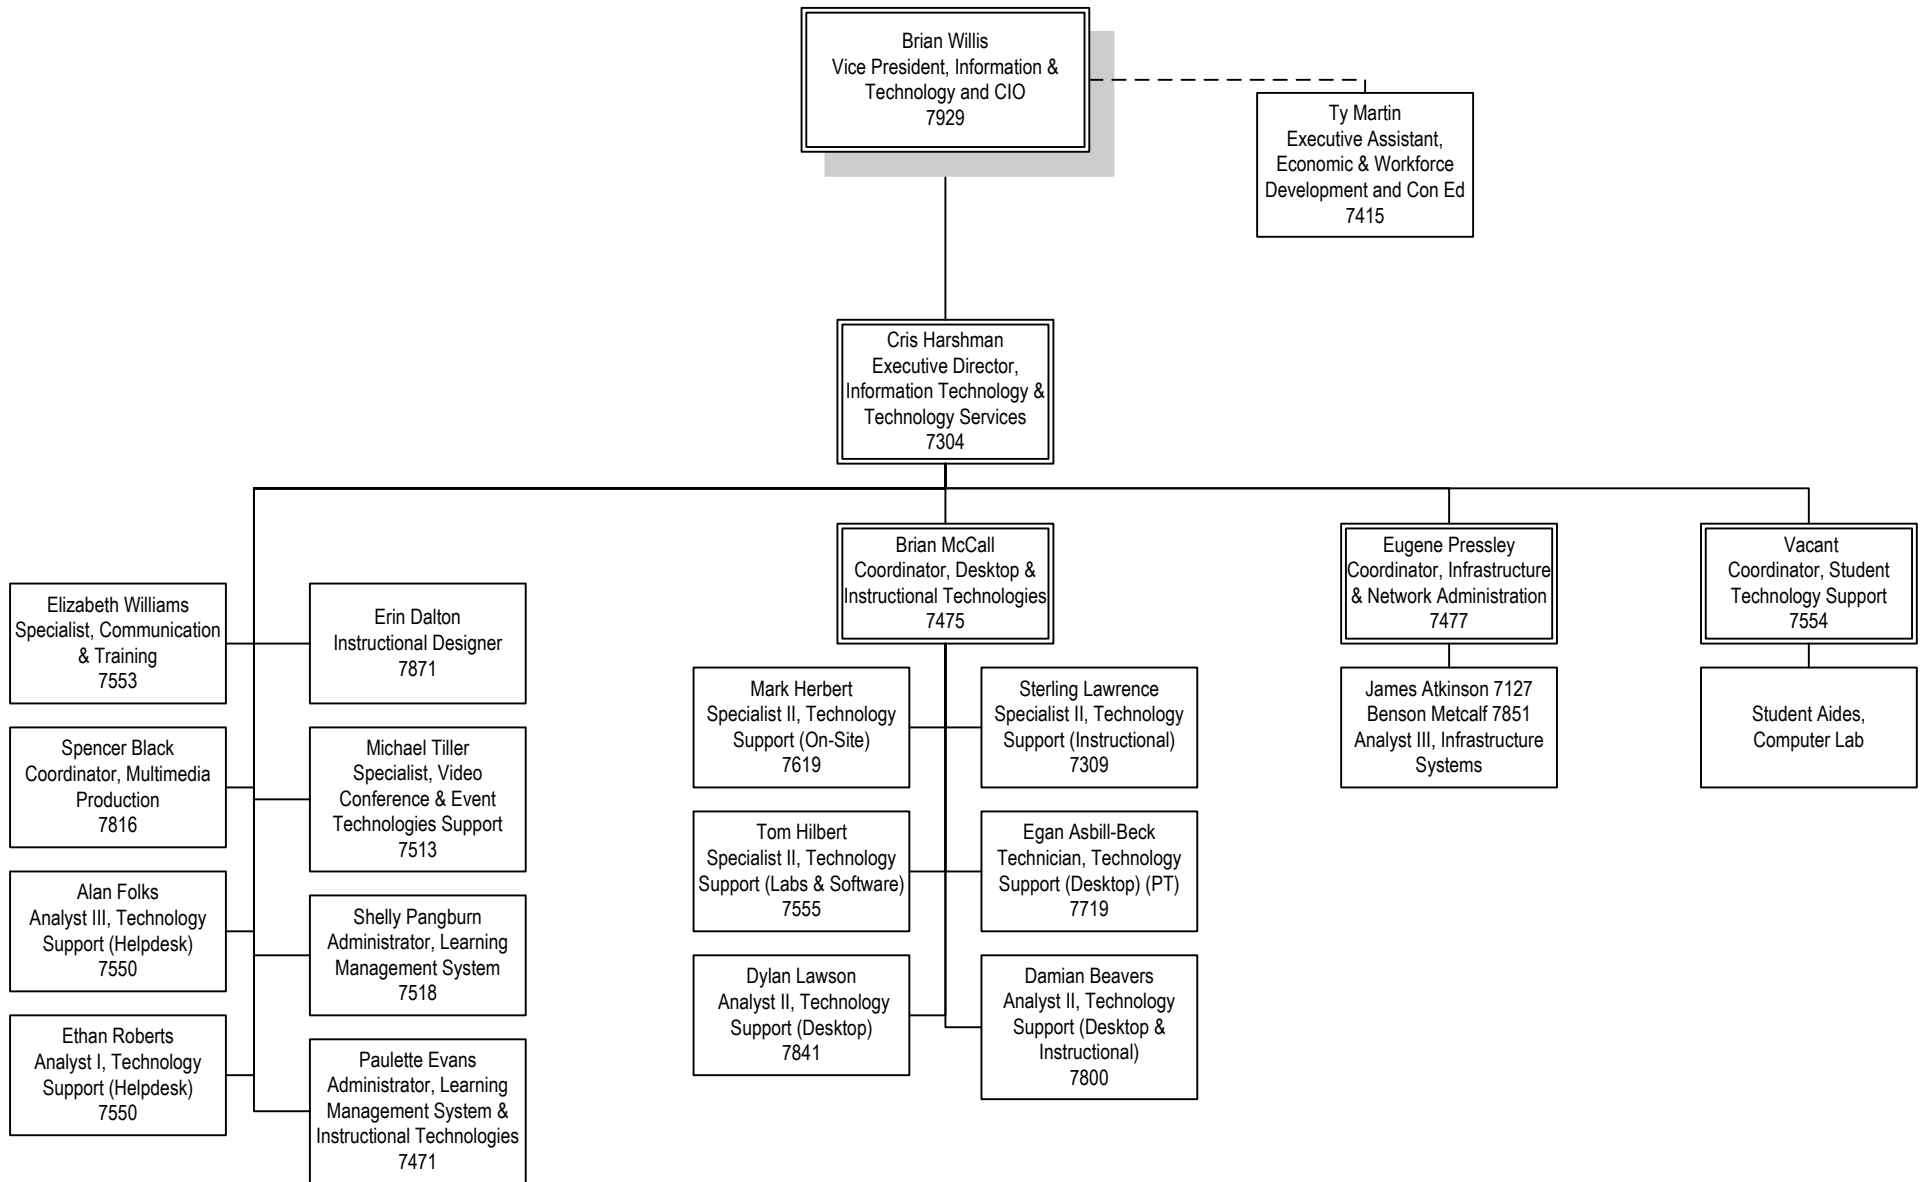 Brian Willis
Vice President, Information &
Technology and CIO
7929
Ty Martin
Executive Assistant,
Economic & Workforce
Development and Con Ed
7415
Cris Harshman
Executive Director,
Information Technology &
Technology Services
7304
Brian McCall
Coordinator, Desktop &
Instructional Technologies
7475
Eugene Pressley
Coordinator, Infrastructure
& Network Administration
7477
Vacant
Coordinator, Student
Technology Support
7554
Elizabeth Williams
Specialist, Communication
& Training
7553
Erin Dalton
Instructional Designer
7871
Spencer Black
Coordinator, Multimedia
Production
7816
Michael Tiller
Specialist, Video
Conference & Event
Technologies Support
7513
Alan Folks
Analyst III, Technology
Support (Helpdesk)
7550
Shelly Pangburn
Administrator, Learning
Management System
7518
Ethan Roberts
Analyst I, Technology
Support (Helpdesk)
7550
Paulette Evans
Administrator, Learning
Management System &
Instructional Technologies
7471
Mark Herbert
Specialist II, Technology
Support (On-Site)
7619
Sterling Lawrence
Specialist II, Technology
Support (Instructional)
7309
Tom Hilbert
Specialist II, Technology
Support (Labs & Software)
7555
Egan Asbill-Beck
Technician, Technology
Support (Desktop) (PT)
7719
Dylan Lawson
Analyst II, Technology
Support (Desktop)
7841
Damian Beavers
Analyst II, Technology
Support (Desktop &
Instructional)
7800
James Atkinson 7127
Benson Metcalf 7851
Analyst III, Infrastructure
Systems
Student Aides,
Computer Lab